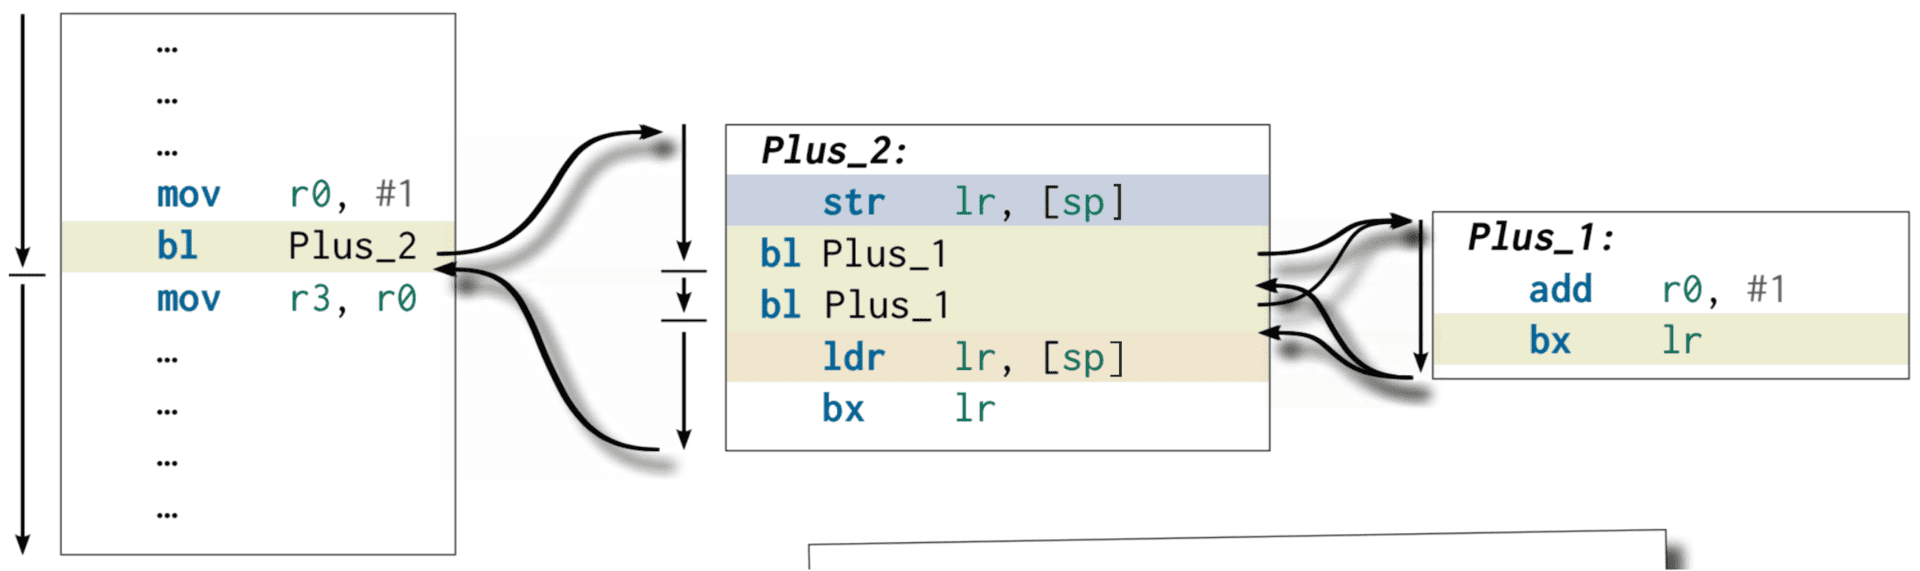 …
…
…
mov r0, #1
bl Plus_2
mov r3, r0
…
…
…
…
Plus_2:
str lr, [sp]
bl Plus_1
bl Plus_1
ldr lr, [sp]
bx lr
Plus_1:
add r0, #1
bx lr